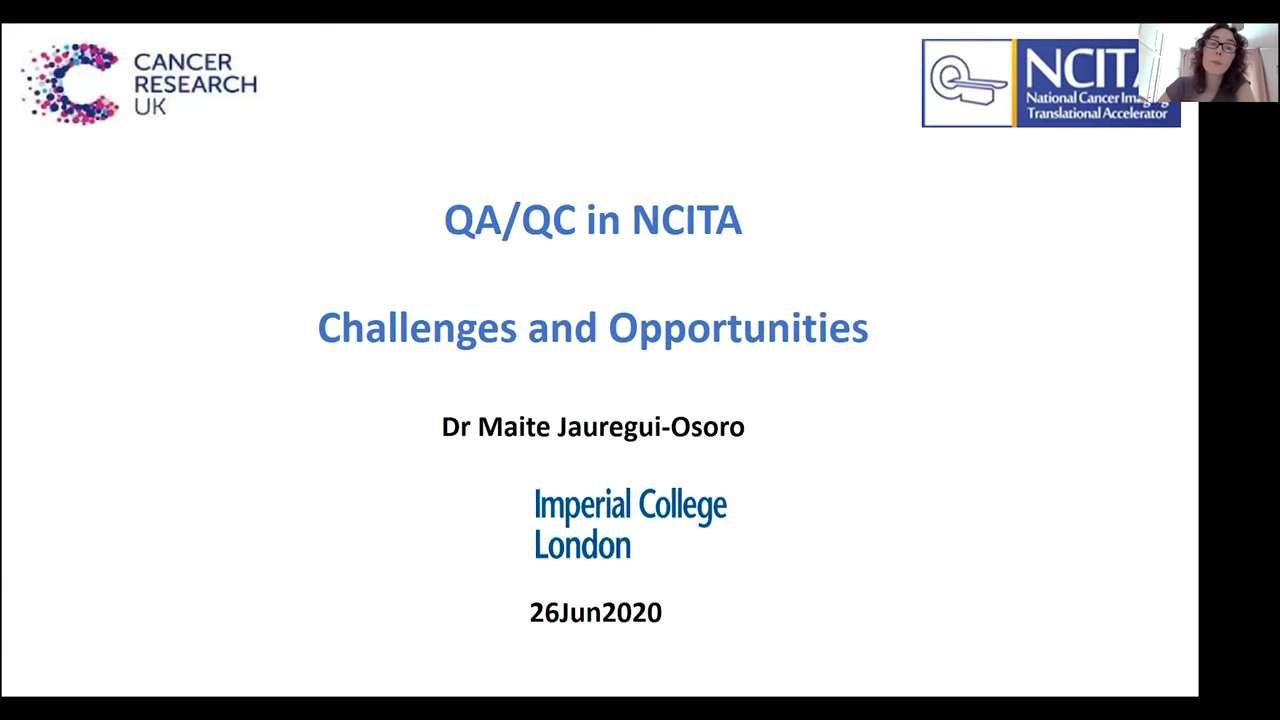 CANCER
RESEARCH
UK
NCITA
National Cancer Imaging
Translational Accelerator
QA/QC in NCITA
Challenges and Opportunities
Dr Maite Jauregui-Osoro
Imperial College
London
26Jun2020